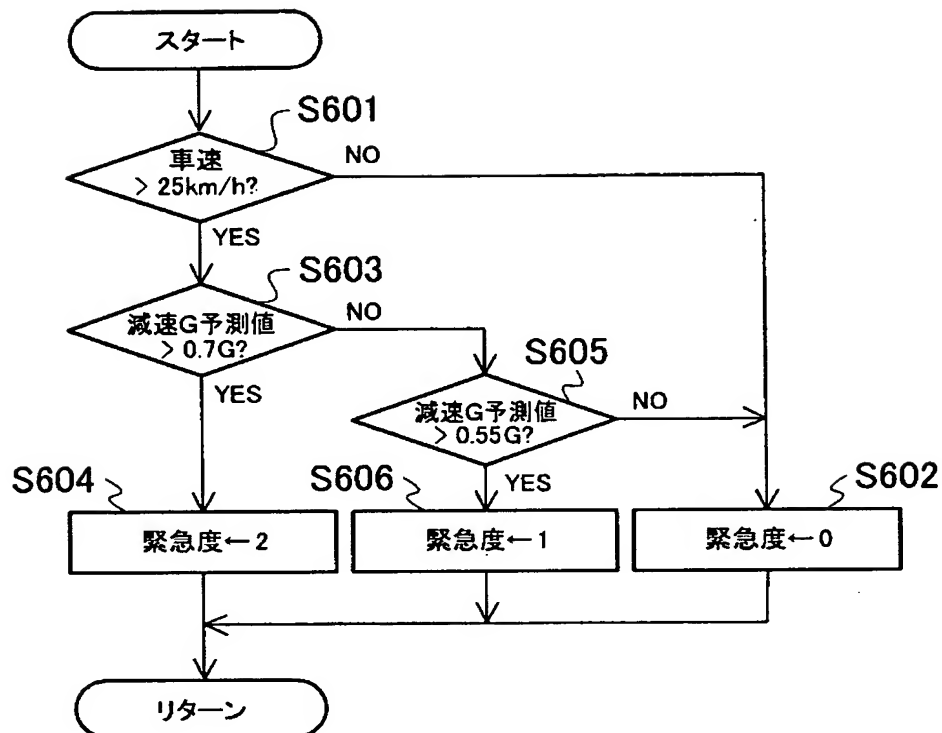 スタート
S601
車速
> 25km/h?
NO
YES
S603
減速G予測値
> 0.7G?
NO
YES
S605
減速G予測値
> 0.55G?
NO
YES
S604
緊急度←2
S606
緊急度←1
S602
緊急度←0
リターン